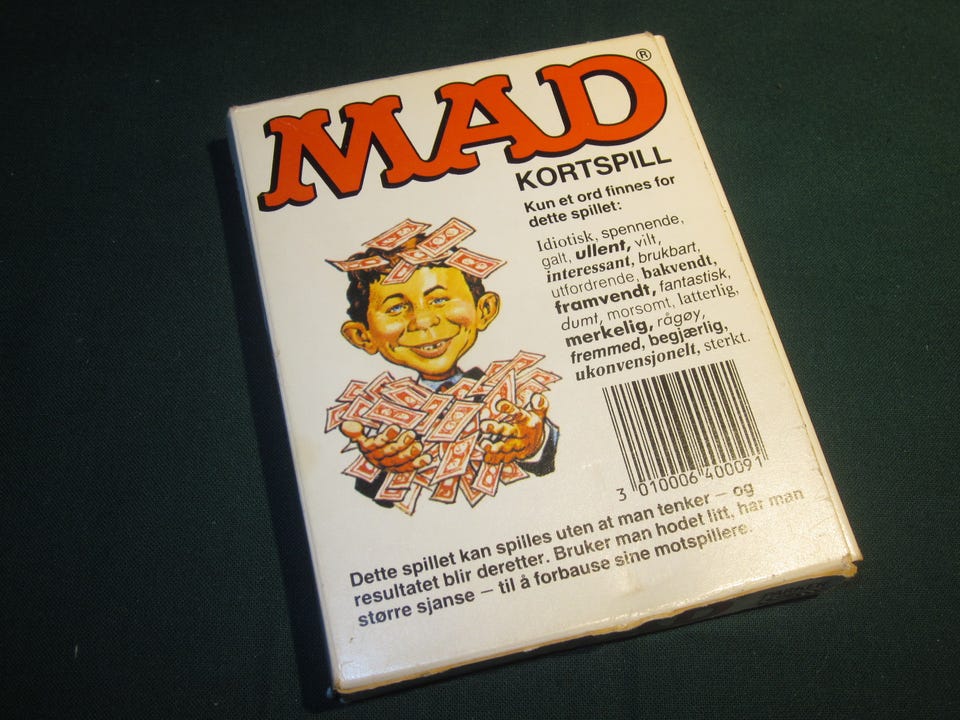 MAD®
KORTSPILL
Kun et ord finnes for
dette spillet:
Idiotisk, spennende,
galt, ullent, vilt,
interessant, brukbart,
utfordrende, bakvendt,
framvendt, fantastisk,
dumt, morsomt, latterlig,
merkelig, rågøy,
fremmed, begjærlig,
ukonvensjonelt, sterkt.
3 010006 400091
Dette spillet kan spilles uten at man tenker – og
resultatet blir deretter. Bruker man hodet litt, har man
større sjanse – til å forbause sine motspillere.